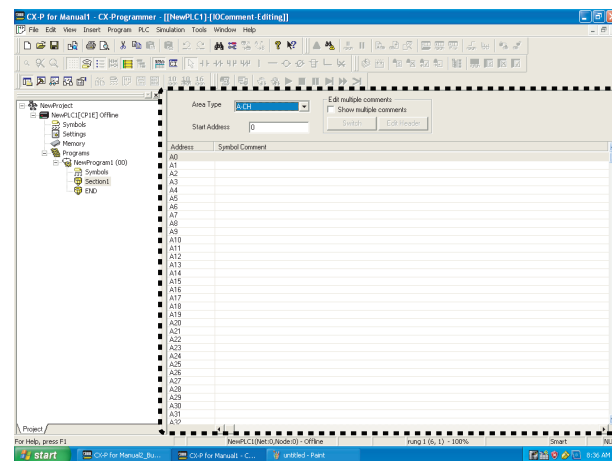 CX-P for Manual1 - CX-Programmer - [[NewPLC1]-[IOComment-Editing]]
File Edit View Insert Program PLC Simulation Tools Window Help
NewProject
NewPLC1[CP1E] Offline
Symbols
Settings
Memory
Programs
NewProgram1 (00)
Symbols
Section1
END
Project
Area Type A-CH
Start Address 0
Edit multiple comments
Show multiple comments
Switch Edit Header
Address Symbol Comment
A0
A1
A2
A3
A4
A5
A6
A7
A8
A9
A10
A11
A12
A13
A14
A15
A16
A17
A18
A19
A20
A21
A22
A23
A24
A25
A26
A27
A28
A29
A30
A31
A32
For Help, press F1 NewPLC1(Net:0,Node:0) - Offline rung 1 (6, 1) - 100% Smart NU
start CX-P for Manual2_Bu... CX-P for Manual1 - C... untitled - Paint 8:36 AM